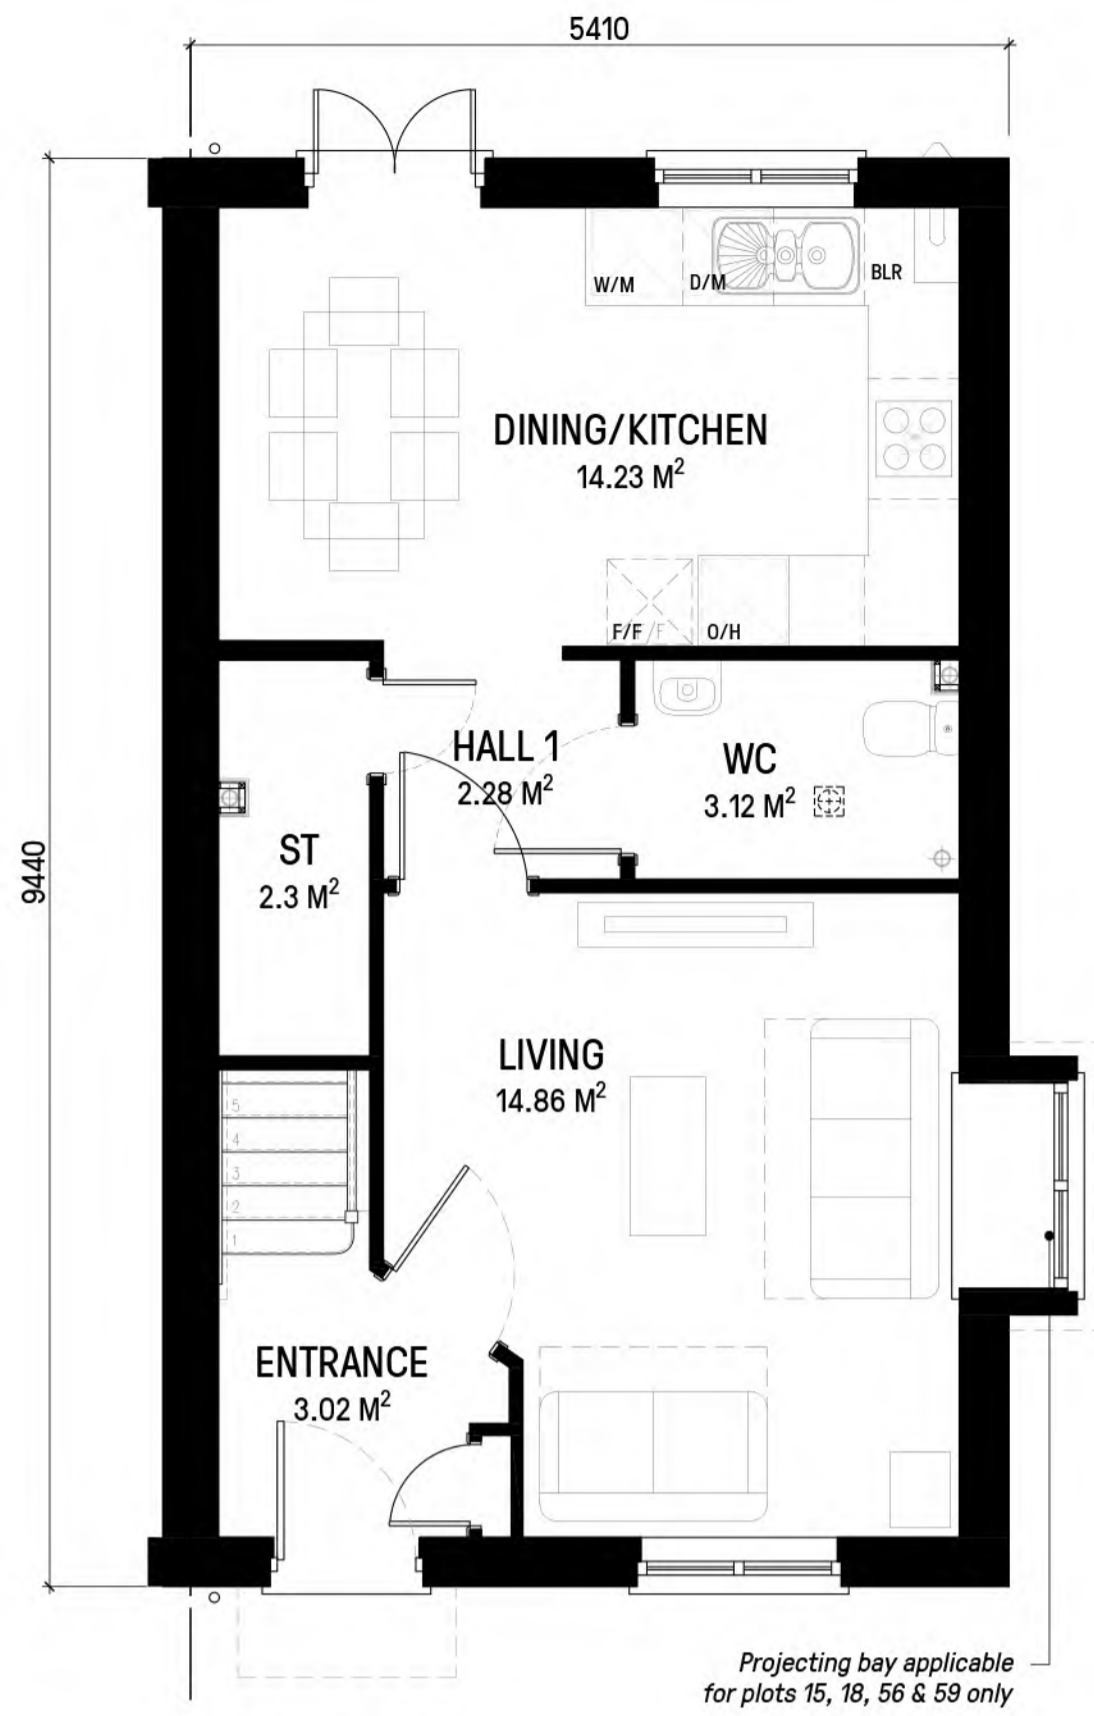 5410
W/M
D/M
BLR
DINING/KITCHEN
14.23 M²
F/F /F
O/H
HALL 1
2.28 M²
WC
3.12 M²
ST
2.3 M²
9440
LIVING
14.86 M²
5
4
3
2
1
ENTRANCE
3.02 M²
Projecting bay applicable
for plots 15, 18, 56 & 59 only